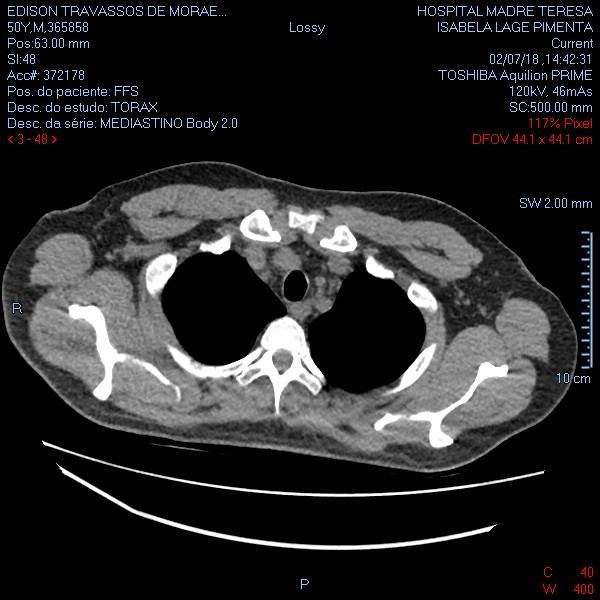 EDISON TRAVASSOS DE MORAE...
50Y,M,365858
Pos:63.00 mm
SI:48
Acc#: 372178
Pos. do paciente: FFS
Desc. do estudo: TORAX
Desc. da série: MEDIASTINO Body 2.0
< 3 - 48 >
Lossy
HOSPITAL MADRE TERESA
ISABELA LAGE PIMENTA
Current
02/07/18 ,14:42:31
TOSHIBA Aquilion PRIME
120kV, 46mAs
SC:500.00 mm
117% Pixel
DFOV 44.1 x 44.1 cm
SW 2.00 mm
R
10 cm
P
C 40
W 400